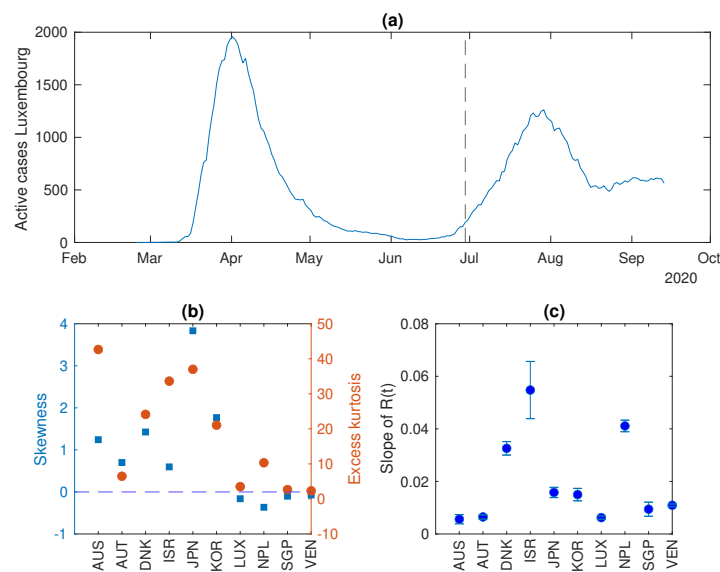 (a)
Active cases Luxembourg
2000
1500
1000
500
0
Feb Mar Apr May Jun Jul Aug Sep Oct
2020
(b)
Skewness
4
3
2
1
0
-1
Excess kurtosis
50
40
30
20
10
0
-10
AUS AUT DNK ISR JPN KOR LUX NPL SGP VEN
(c)
Slope of R(t)
0.08
0.06
0.04
0.02
0
AUS AUT DNK ISR JPN KOR LUX NPL SGP VEN